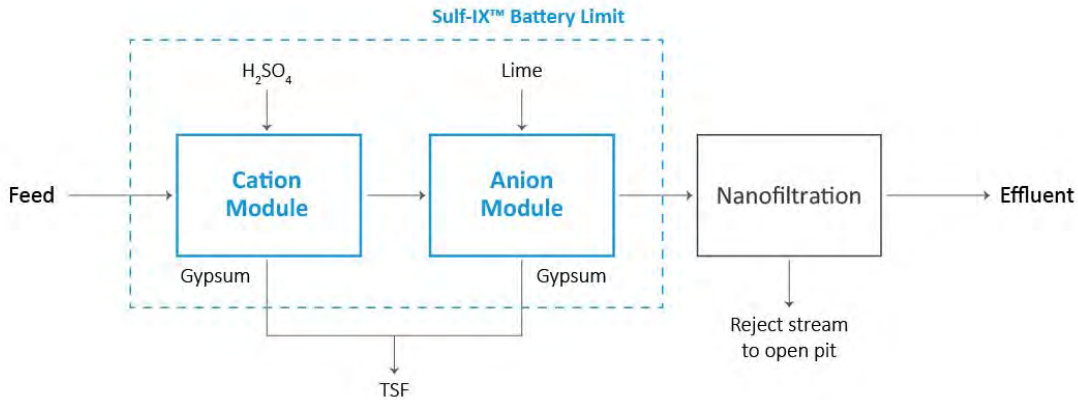 Sulf-IX™ Battery Limit
H₂SO₄
Lime
Feed
Cation
Module
Anion
Module
Nanofiltration
Effluent
Gypsum
Gypsum
Reject stream
to open pit
TSF